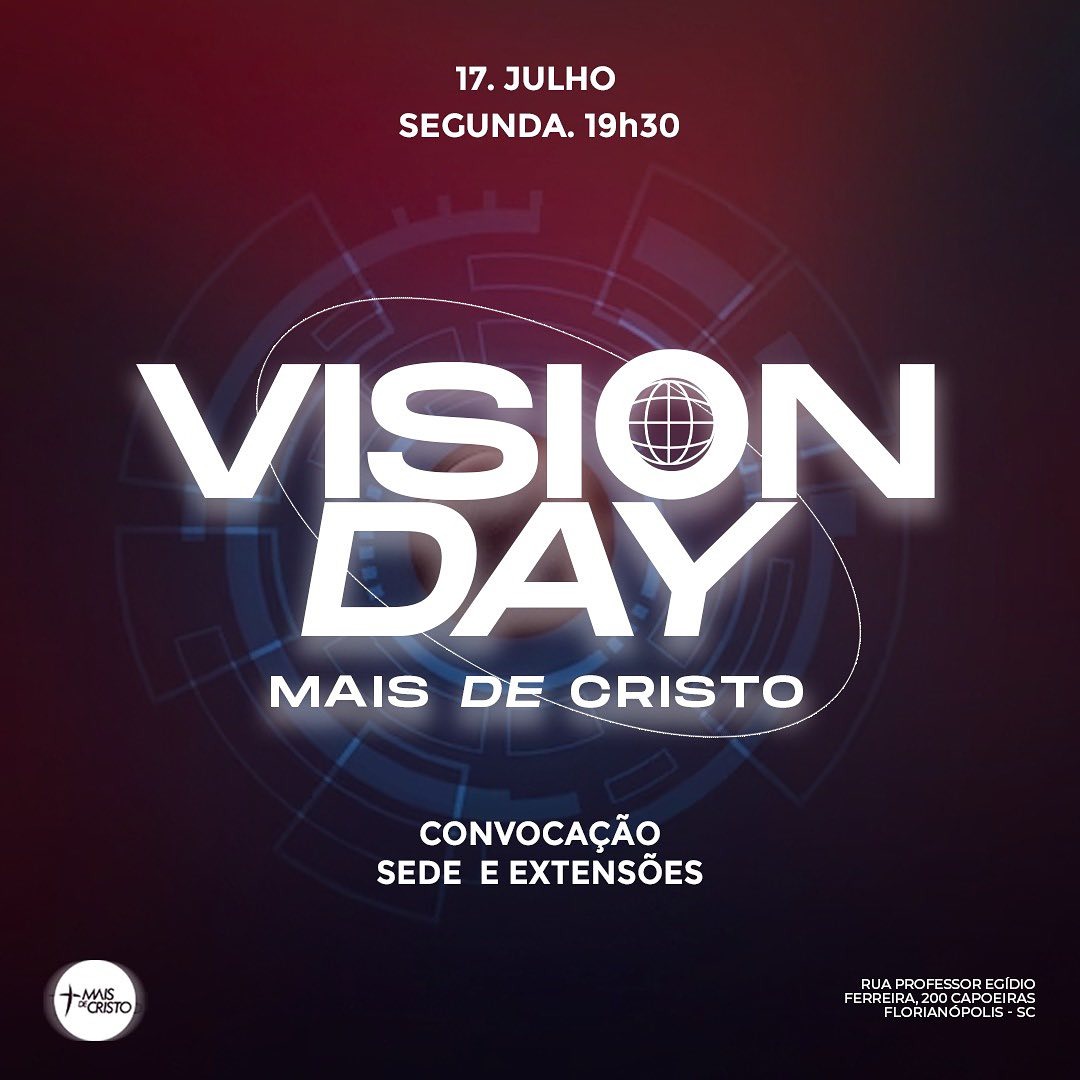 17. JULHO
SEGUNDA. 19h30
VISION
DAY
MAIS DE CRISTO
CONVOCAÇÃO
SEDE E EXTENSÕES
MAIS
DE CRISTO
RUA PROFESSOR EGÍDIO
FERREIRA, 200 CAPOEIRAS
FLORIANÓPOLIS - SC